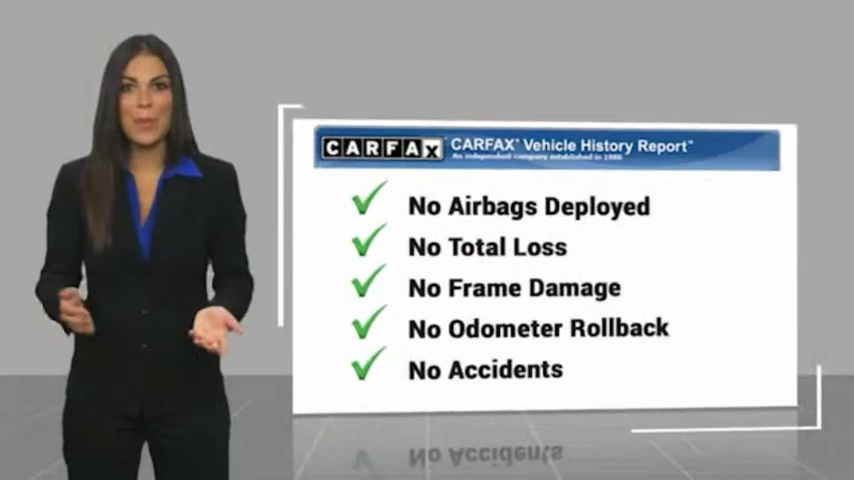 CARFAX CARFAX™ Vehicle History Report™
An independent company established in 1986
No Airbags Deployed
No Total Loss
No Frame Damage
No Odometer Rollback
No Accidents
No Accidents